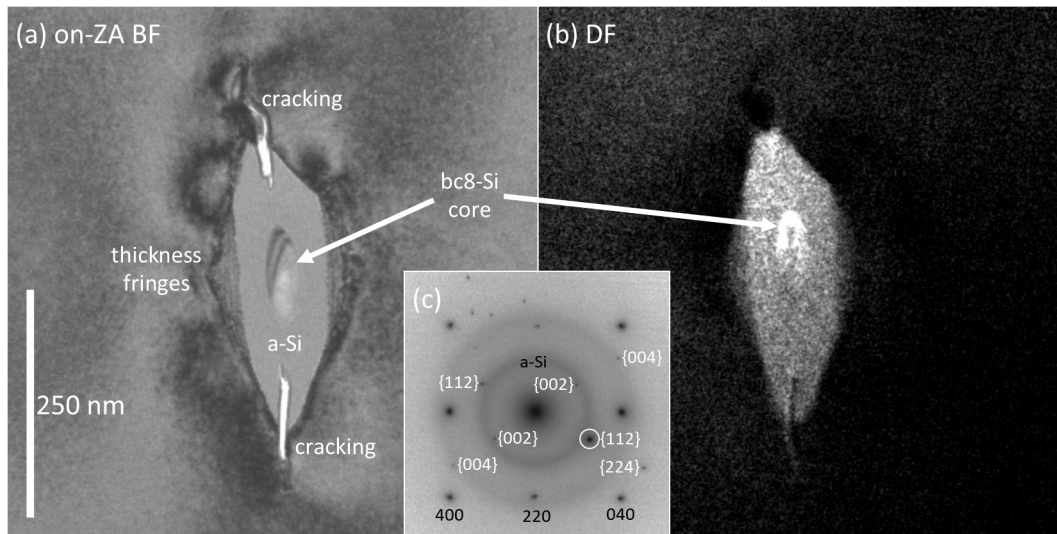 (a) on-ZA BF
(b) DF
cracking
bc8-Si
core
thickness
fringes
(c)
a-Si
{004}
{112}
{002}
a-Si
250 nm
{002}
{112}
cracking
{004}
{224}
400
220
040